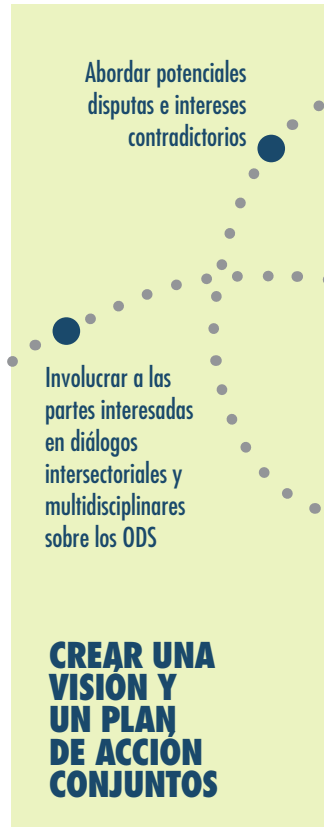 Abordar potenciales
disputas e intereses
contradictorios
Involucrar a las
partes interesadas
en diálogos
intersectoriales y
multidisciplinares
sobre los ODS
CREAR UNA
VISIÓN Y
UN PLAN
DE ACCIÓN
CONJUNTOS